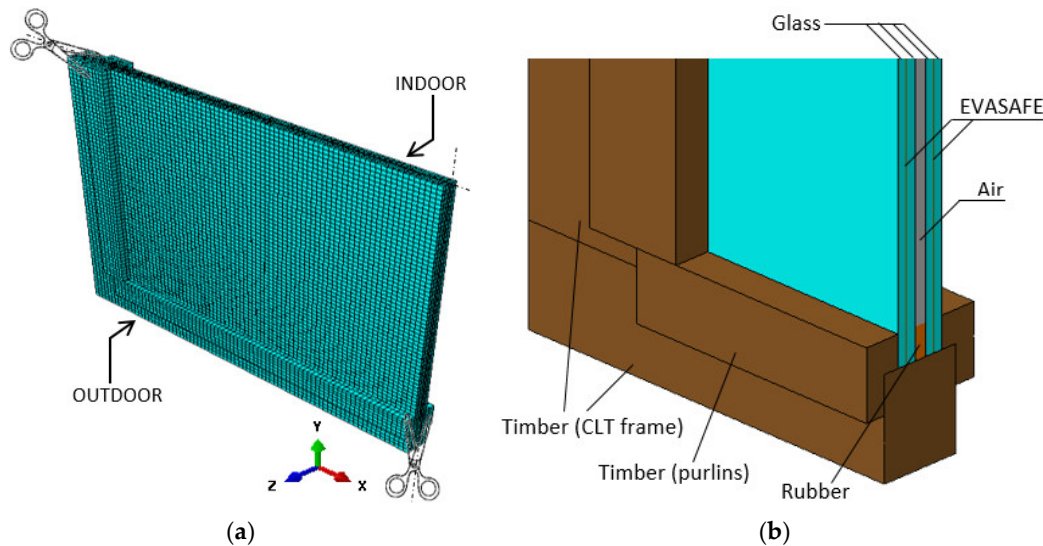 INDOOR
OUTDOOR
Y
Z
X
(a)
Glass
EVASAFE
Air
Timber (CLT frame)
Timber (purlins)
Rubber
(b)